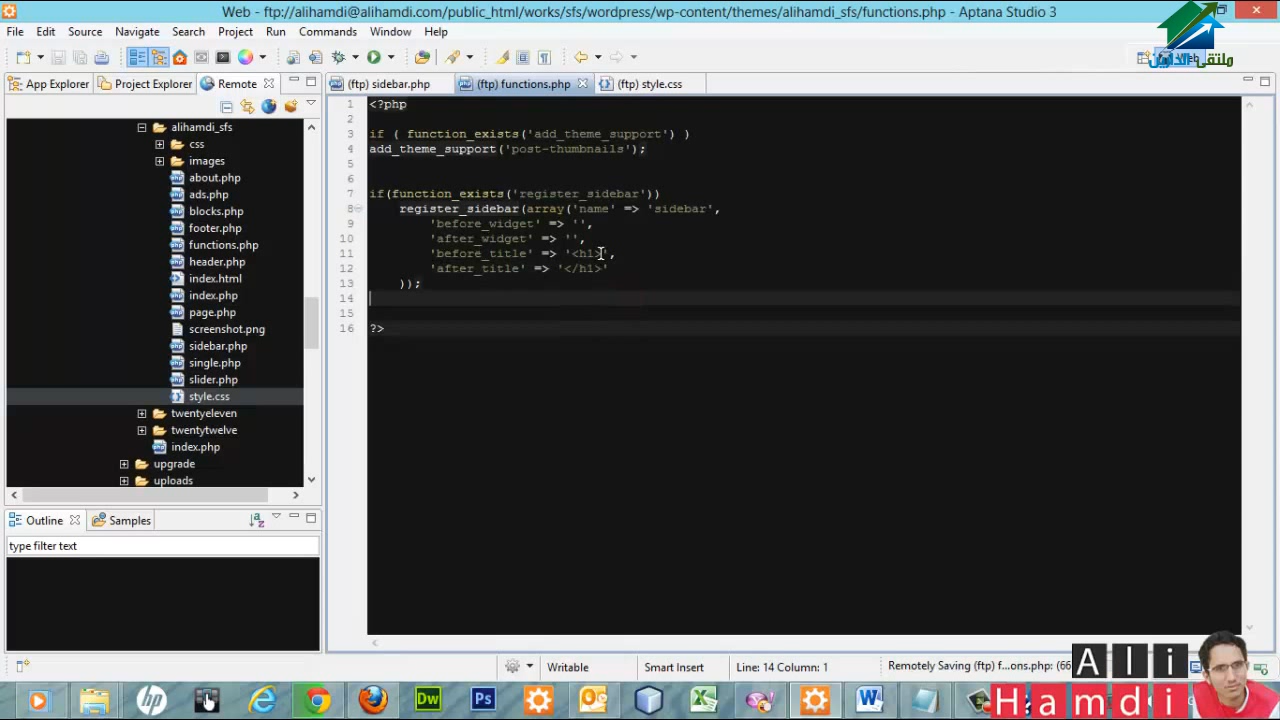 Web - ftp://alihamdi@alihamdi.com/public_html/works/sfs/wordpress/wp-content/themes/alihamdi_sfs/functions.php - Aptana Studio 3
File Edit Source Navigate Search Project Run Commands Window Help
Web
ملتقى الدارين
App Explorer Project Explorer Remote
(ftp) sidebar.php (ftp) functions.php (ftp) style.css
alihamdi_sfs
css
images
about.php
ads.php
blocks.php
footer.php
functions.php
header.php
index.html
index.php
page.php
screenshot.png
sidebar.php
single.php
slider.php
style.css
twentyeleven
twentytwelve
index.php
upgrade
uploads
1 <?php
2
3 if ( function_exists('add_theme_support') )
4 add_theme_support('post-thumbnails');
5
6
7 if(function_exists('register_sidebar'))
8 register_sidebar(array('name' => 'sidebar',
9 'before_widget' => '',
10 'after_widget' => '',
11 'before_title' => '<h1>',
12 'after_title' => '</h1>'
13 ));
14
15
16 ?>
Outline Samples
type filter text
Writable Smart Insert Line: 14 Column: 1 Remotely Saving (ftp) f...ons.php: (66
Ali
Hamdi
hp
Dw
Ps